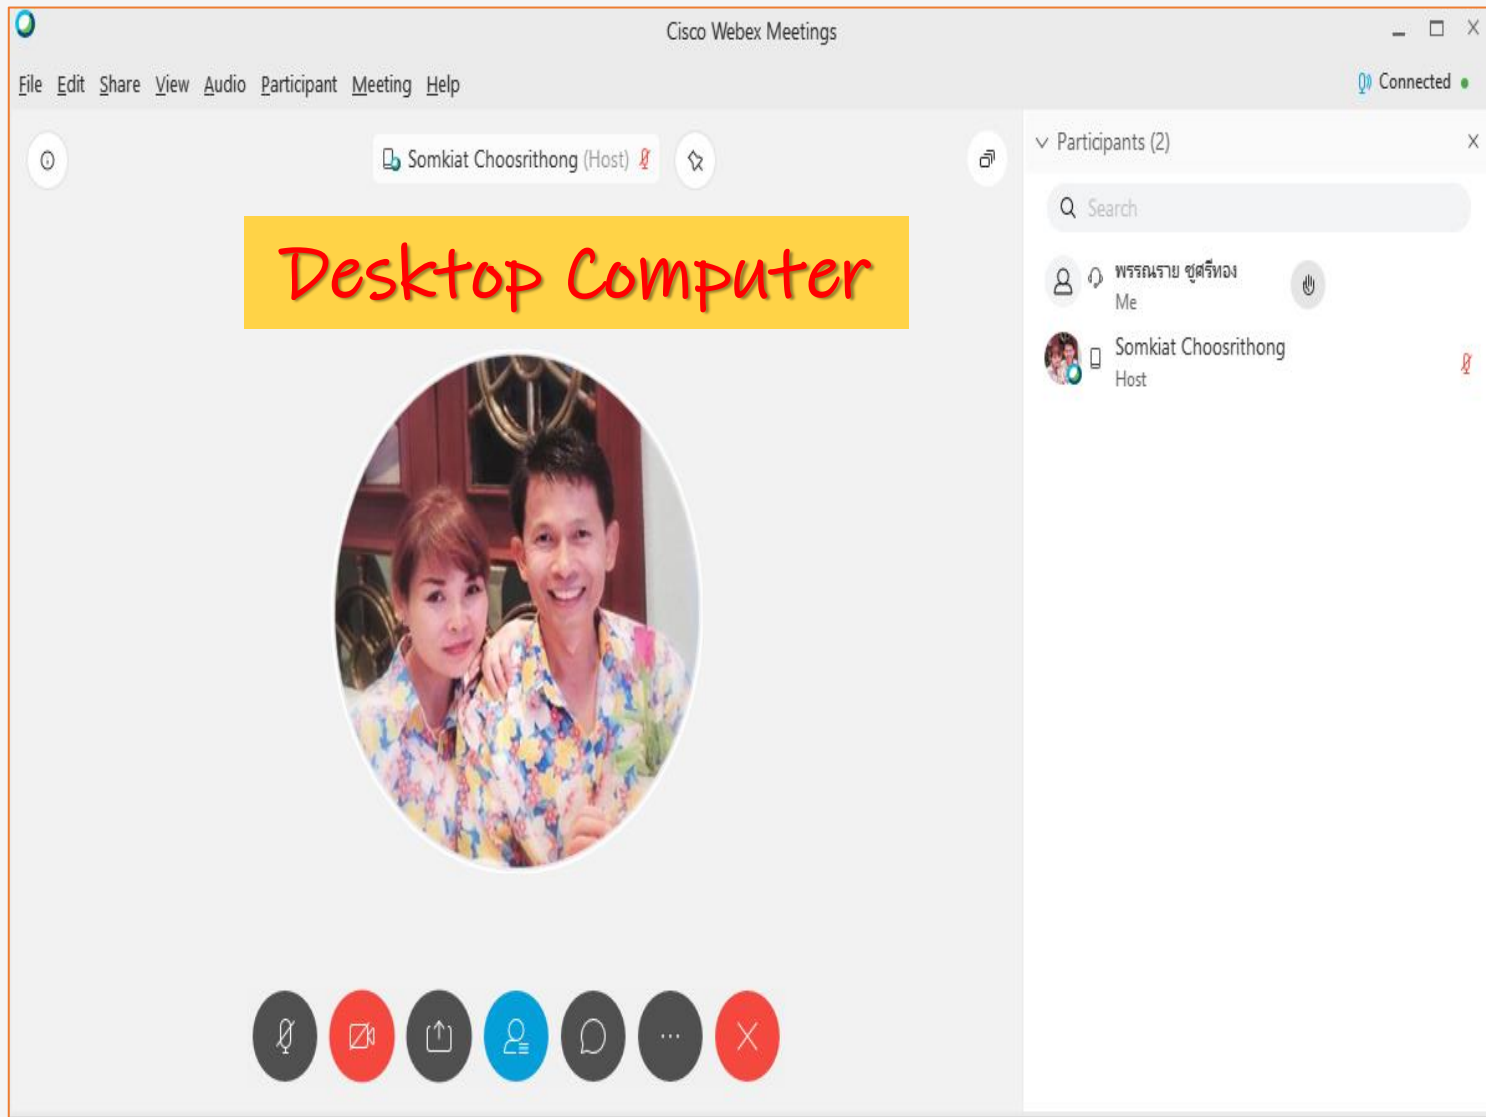 Cisco Webex Meetings
File Edit Share View Audio Participant Meeting Help
Connected
Somkiat Choosrithong (Host)
Participants (2)
Search
Desktop Computer
พรรณราย ชูศรีทอง
Me
Somkiat Choosrithong
Host